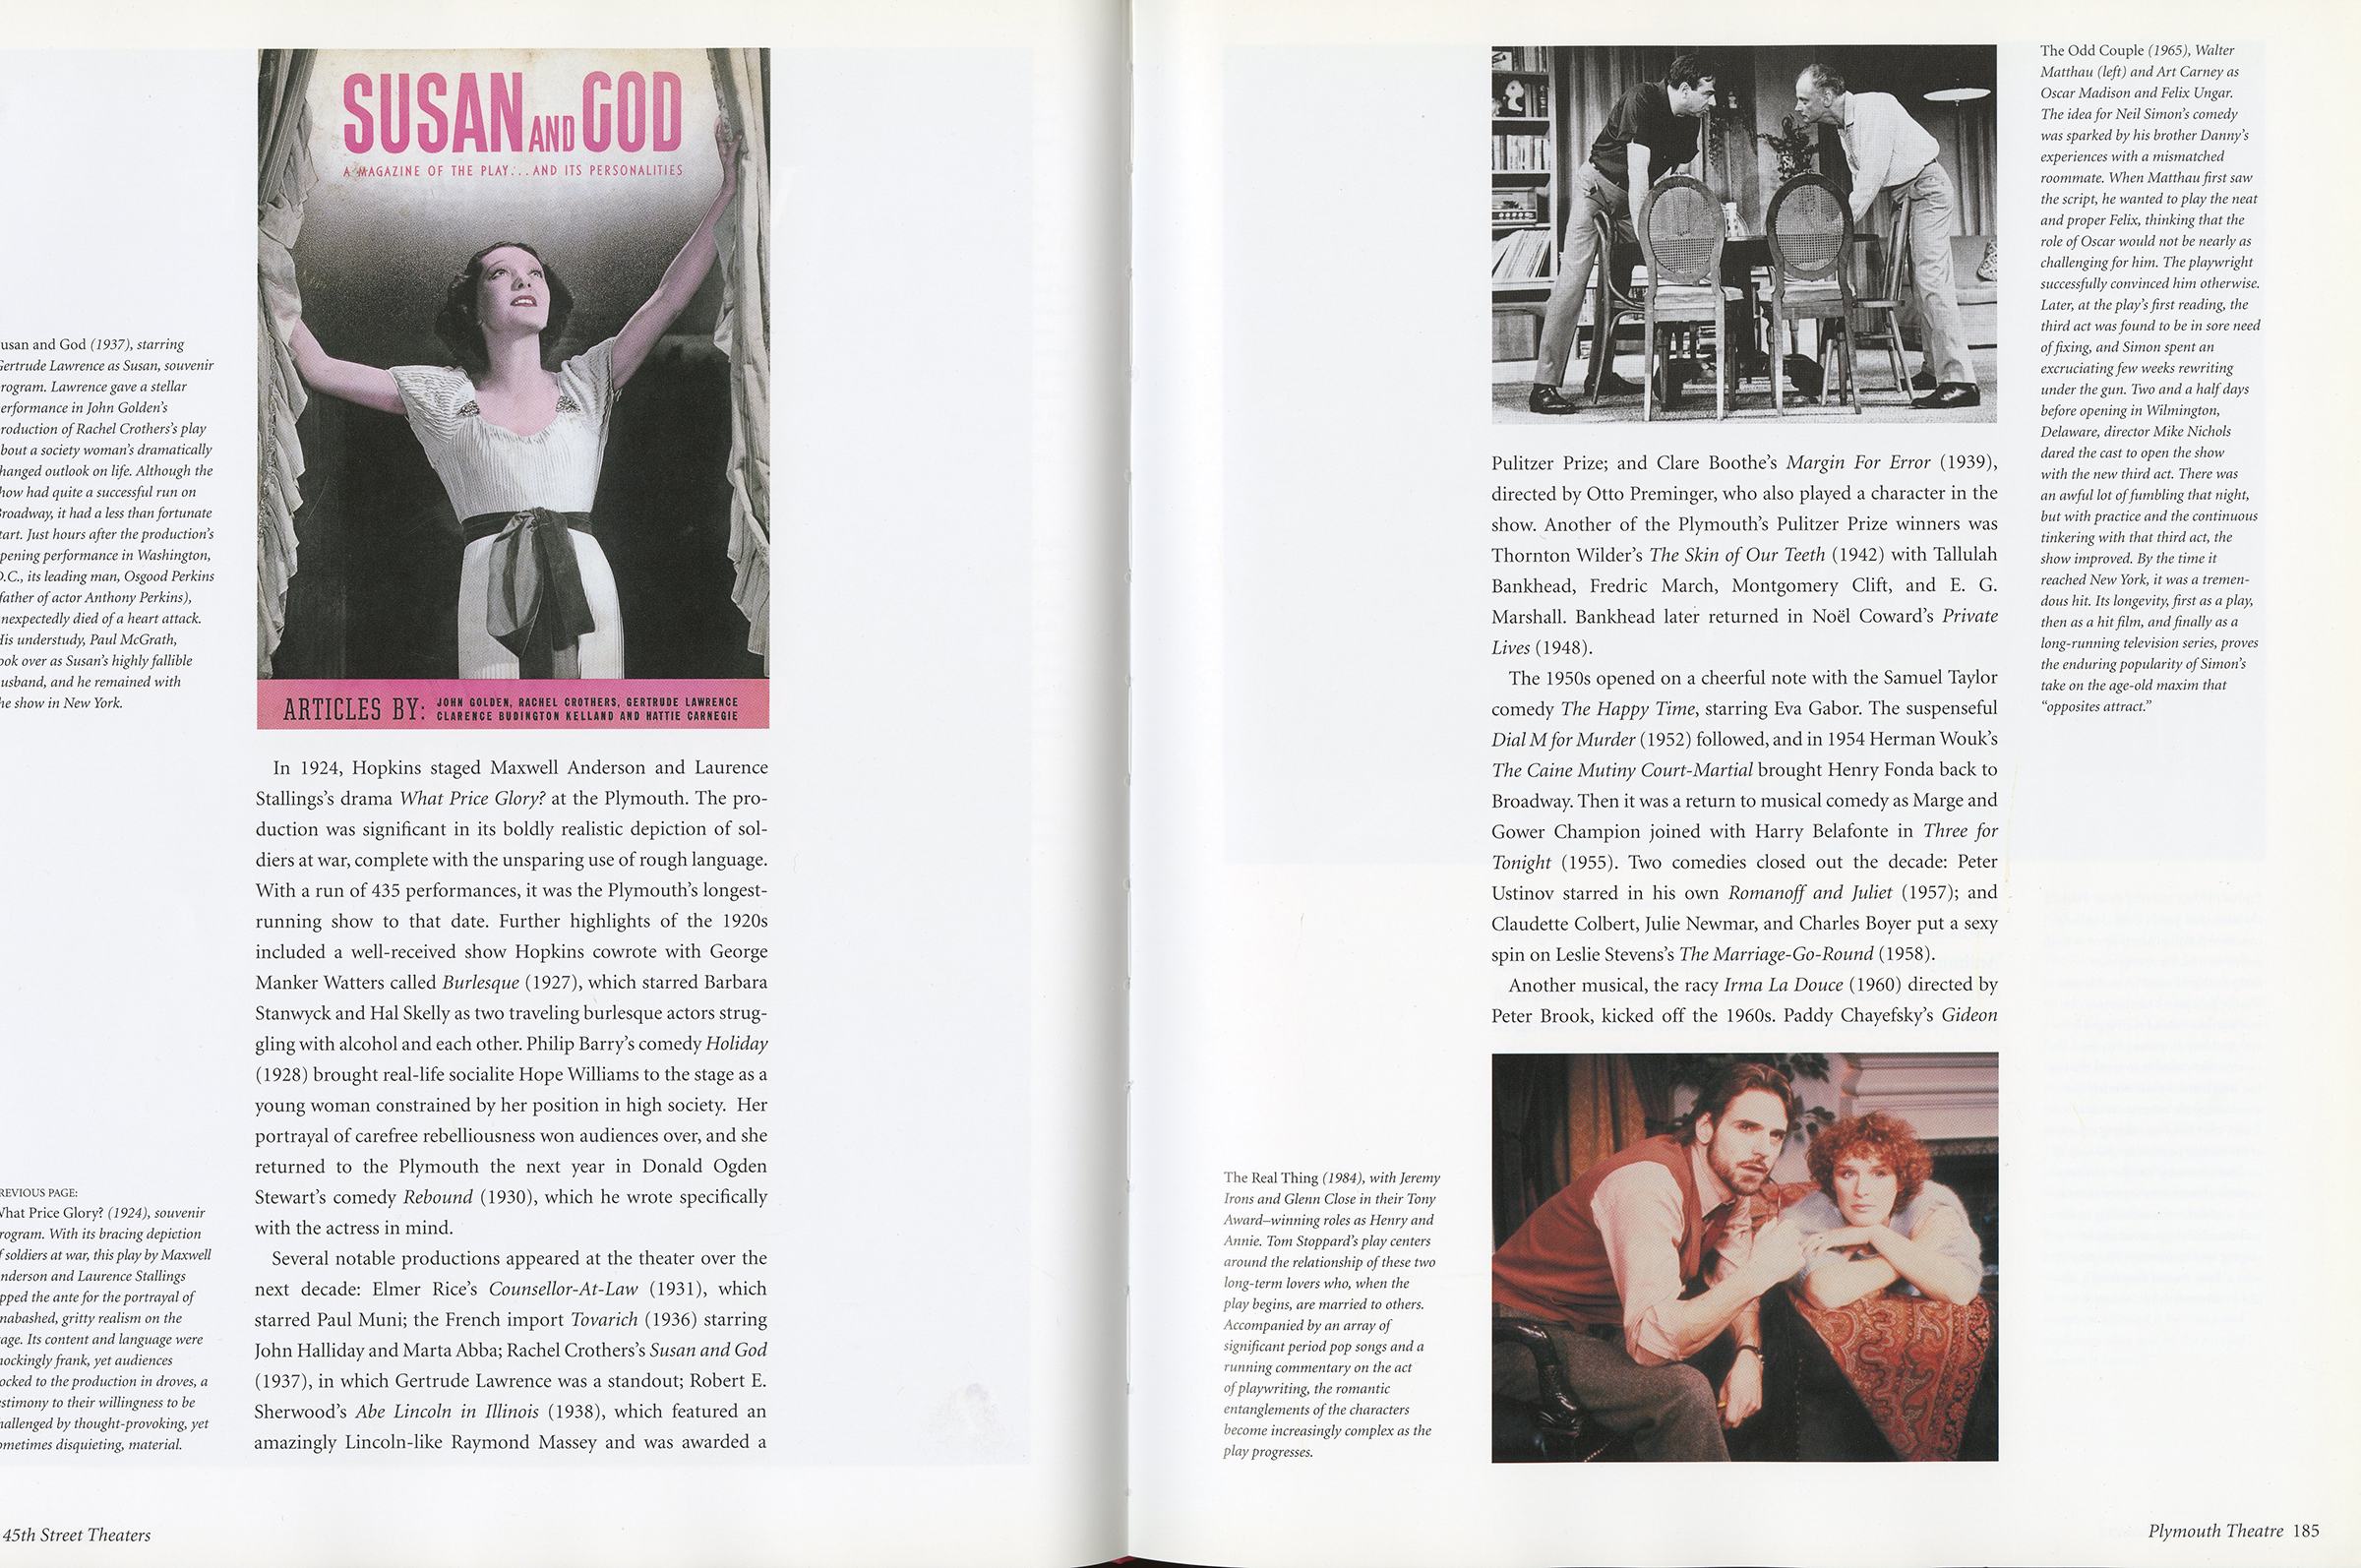 SUSAN AND GOD
A MAGAZINE OF THE PLAY... AND ITS PERSONALITIES
ARTICLES BY: JOHN GOLDEN, RACHEL CROTHERS, GERTRUDE LAWRENCE
CLARENCE BUDINGTON KELLAND AND HATTIE CARNEGIE
usan and God (1937), starring
Gertrude Lawrence as Susan, souvenir
rogram. Lawrence gave a stellar
erformance in John Golden's
roduction of Rachel Crothers's play
bout a society woman's dramatically
hanged outlook on life. Although the
how had quite a successful run on
Broadway, it had a less than fortunate
tart. Just hours after the production's
pening performance in Washington,
D.C., its leading man, Osgood Perkins
father of actor Anthony Perkins),
nexpectedly died of a heart attack.
His understudy, Paul McGrath,
ook over as Susan's highly fallible
usband, and he remained with
he show in New York.
REVIOUS PAGE:
What Price Glory? (1924), souvenir
rogram. With its bracing depiction
f soldiers at war, this play by Maxwell
nderson and Laurence Stallings
pped the ante for the portrayal of
nabashed, gritty realism on the
age. Its content and language were
hockingly frank, yet audiences
ocked to the production in droves, a
estimony to their willingness to be
hallenged by thought-provoking, yet
ometimes disquieting, material.
In 1924, Hopkins staged Maxwell Anderson and Laurence
Stallings's drama What Price Glory? at the Plymouth. The pro-
duction was significant in its boldly realistic depiction of sol-
diers at war, complete with the unsparing use of rough language.
With a run of 435 performances, it was the Plymouth's longest-
running show to that date. Further highlights of the 1920s
included a well-received show Hopkins cowrote with George
Manker Watters called Burlesque (1927), which starred Barbara
Stanwyck and Hal Skelly as two traveling burlesque actors strug-
gling with alcohol and each other. Philip Barry's comedy Holiday
(1928) brought real-life socialite Hope Williams to the stage as a
young woman constrained by her position in high society. Her
portrayal of carefree rebelliousness won audiences over, and she
returned to the Plymouth the next year in Donald Ogden
Stewart's comedy Rebound (1930), which he wrote specifically
with the actress in mind.
Several notable productions appeared at the theater over the
next decade: Elmer Rice's Counsellor-At-Law (1931), which
starred Paul Muni; the French import Tovarich (1936) starring
John Halliday and Marta Abba; Rachel Crothers's Susan and God
(1937), in which Gertrude Lawrence was a standout; Robert E.
Sherwood's Abe Lincoln in Illinois (1938), which featured an
amazingly Lincoln-like Raymond Massey and was awarded a
45th Street Theaters
Pulitzer Prize; and Clare Boothe's Margin For Error (1939),
directed by Otto Preminger, who also played a character in the
show. Another of the Plymouth's Pulitzer Prize winners was
Thornton Wilder's The Skin of Our Teeth (1942) with Tallulah
Bankhead, Fredric March, Montgomery Clift, and E. G.
Marshall. Bankhead later returned in Noël Coward's Private
Lives (1948).
The 1950s opened on a cheerful note with the Samuel Taylor
comedy The Happy Time, starring Eva Gabor. The suspenseful
Dial M for Murder (1952) followed, and in 1954 Herman Wouk's
The Caine Mutiny Court-Martial brought Henry Fonda back to
Broadway. Then it was a return to musical comedy as Marge and
Gower Champion joined with Harry Belafonte in Three for
Tonight (1955). Two comedies closed out the decade: Peter
Ustinov starred in his own Romanoff and Juliet (1957); and
Claudette Colbert, Julie Newmar, and Charles Boyer put a sexy
spin on Leslie Stevens's The Marriage-Go-Round (1958).
Another musical, the racy Irma La Douce (1960) directed by
Peter Brook, kicked off the 1960s. Paddy Chayefsky's Gideon
The Odd Couple (1965), Walter
Matthau (left) and Art Carney as
Oscar Madison and Felix Ungar.
The idea for Neil Simon's comedy
was sparked by his brother Danny's
experiences with a mismatched
roommate. When Matthau first saw
the script, he wanted to play the neat
and proper Felix, thinking that the
role of Oscar would not be nearly as
challenging for him. The playwright
successfully convinced him otherwise.
Later, at the play's first reading, the
third act was found to be in sore need
of fixing, and Simon spent an
excruciating few weeks rewriting
under the gun. Two and a half days
before opening in Wilmington,
Delaware, director Mike Nichols
dared the cast to open the show
with the new third act. There was
an awful lot of fumbling that night,
but with practice and the continuous
tinkering with that third act, the
show improved. By the time it
reached New York, it was a tremen-
dous hit. Its longevity, first as a play,
then as a hit film, and finally as a
long-running television series, proves
the enduring popularity of Simon's
take on the age-old maxim that
"opposites attract."
The Real Thing (1984), with Jeremy
Irons and Glenn Close in their Tony
Award–winning roles as Henry and
Annie. Tom Stoppard's play centers
around the relationship of these two
long-term lovers who, when the
play begins, are married to others.
Accompanied by an array of
significant period pop songs and a
running commentary on the act
of playwriting, the romantic
entanglements of the characters
become increasingly complex as the
play progresses.
Plymouth Theatre 185